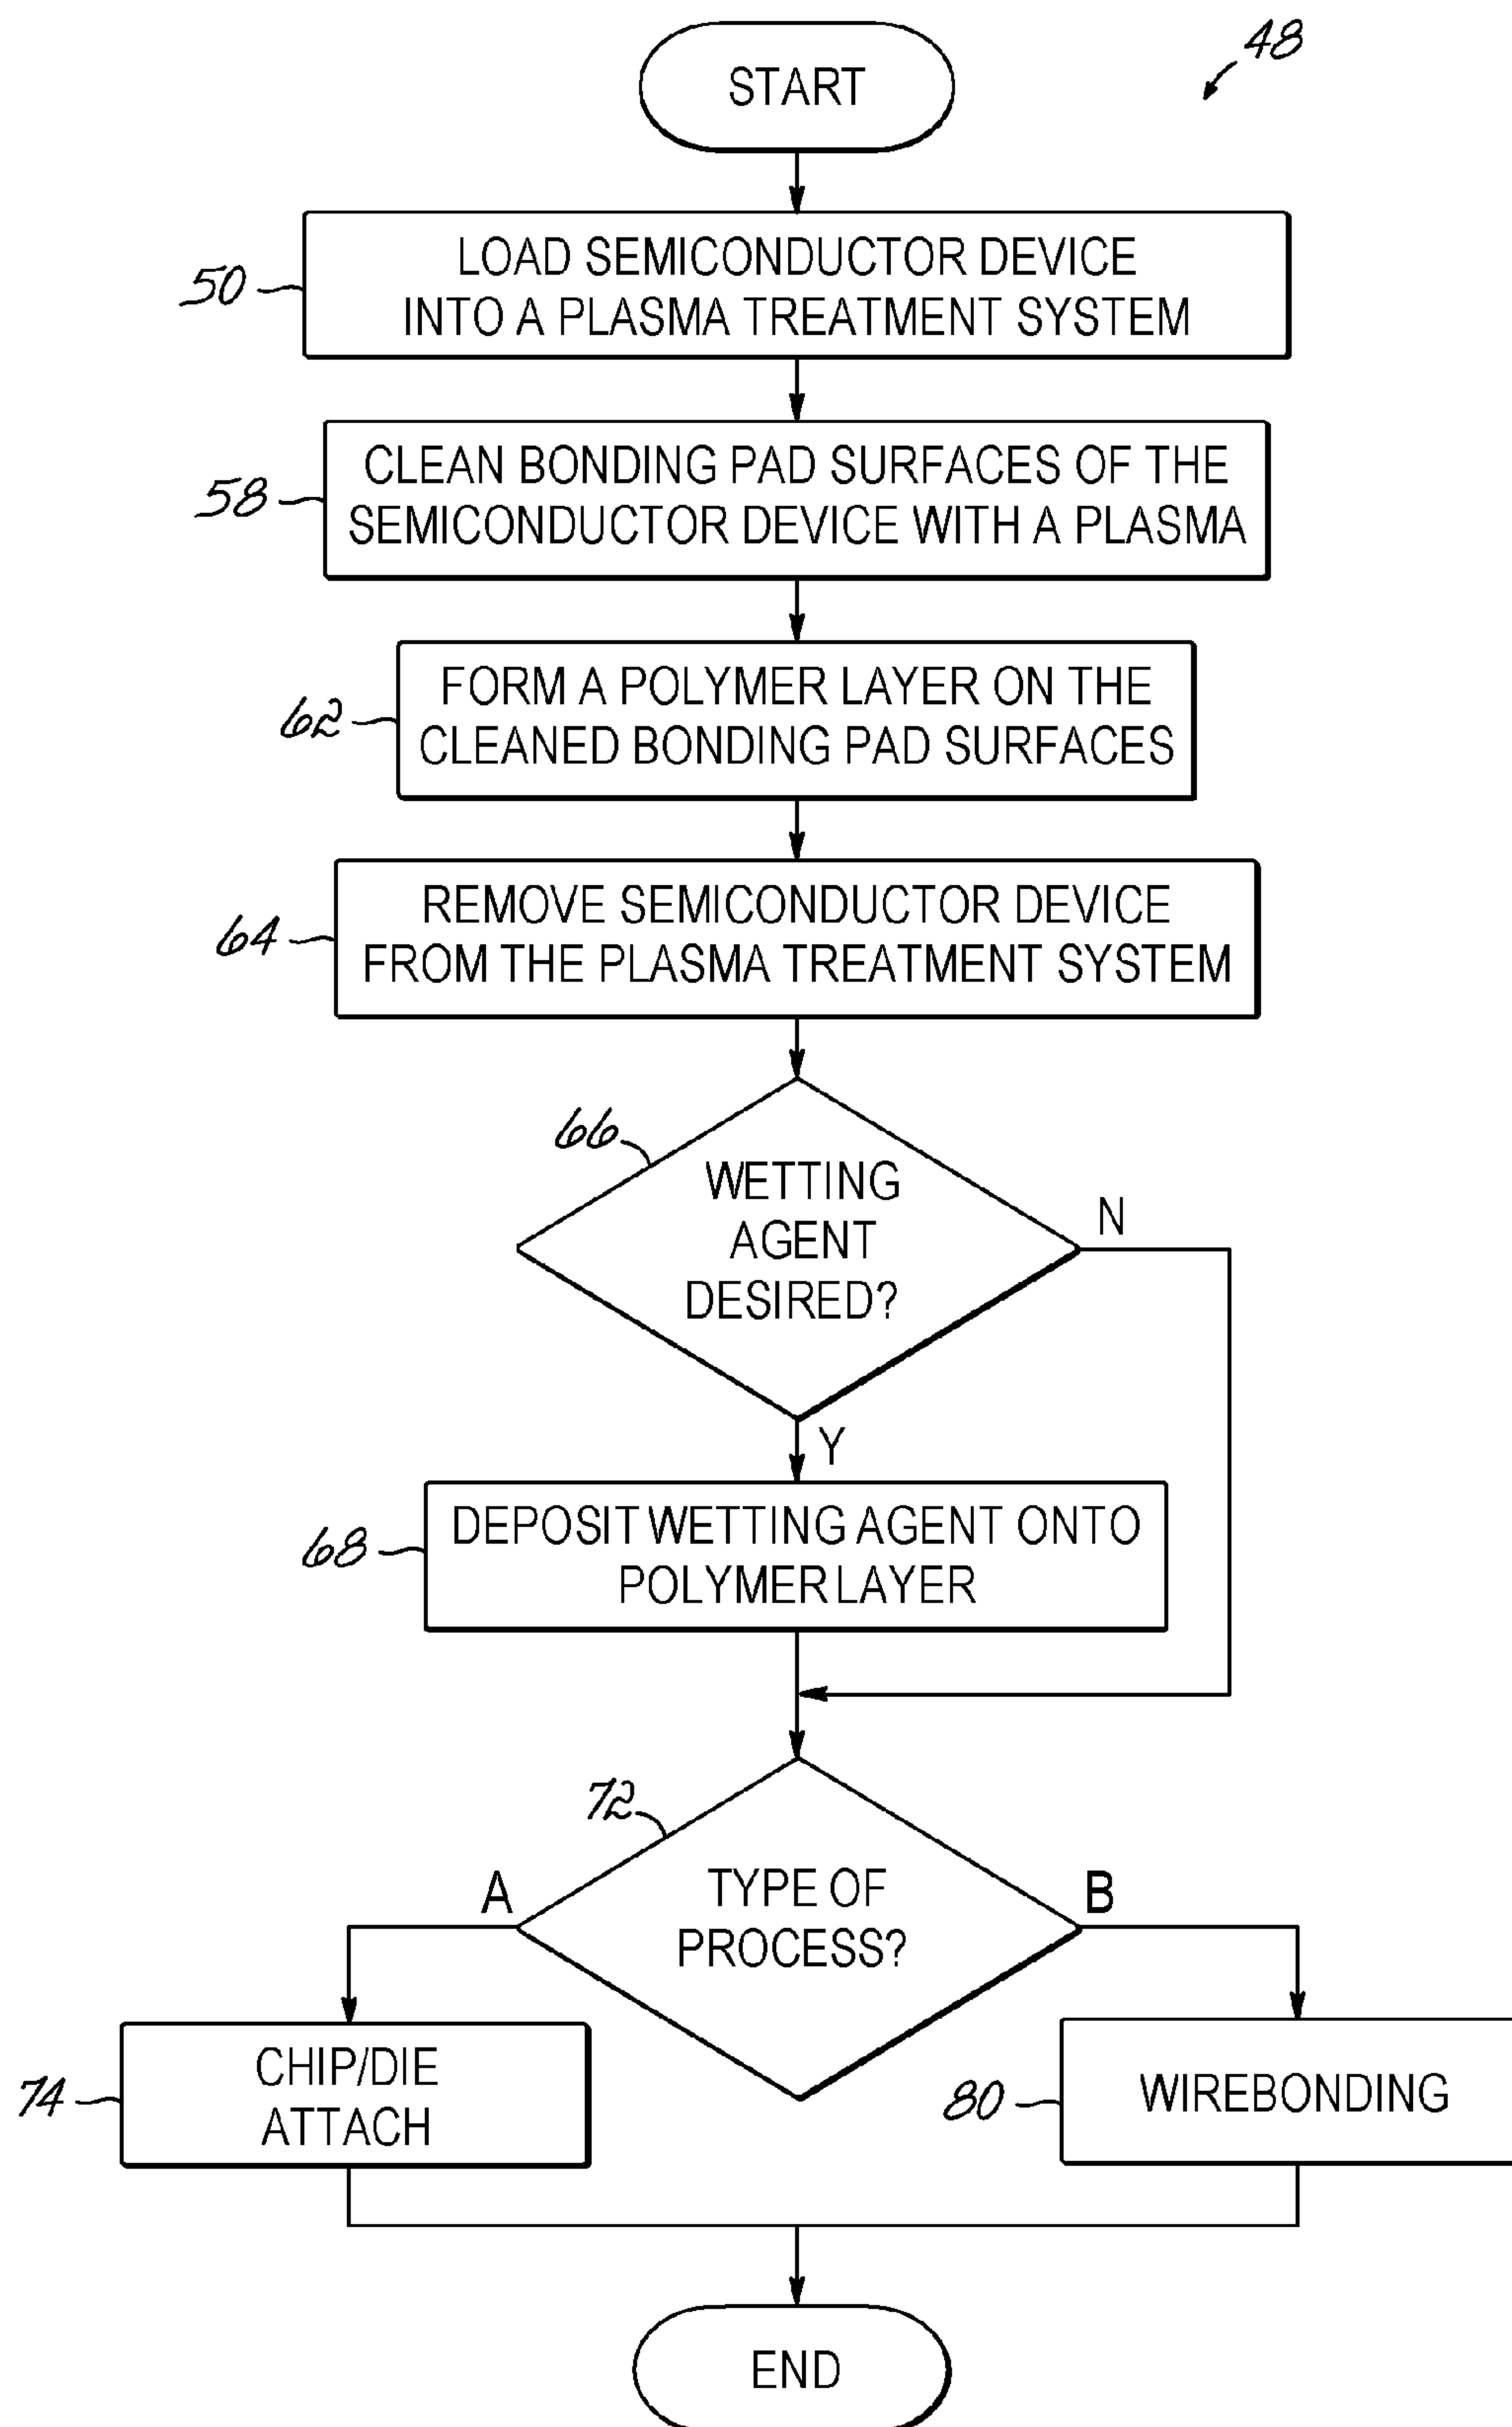 START
48
50
LOAD SEMICONDUCTOR DEVICE
INTO A PLASMA TREATMENT SYSTEM
58
CLEAN BONDING PAD SURFACES OF THE
SEMICONDUCTOR DEVICE WITH A PLASMA
62
FORM A POLYMER LAYER ON THE
CLEANED BONDING PAD SURFACES
64
REMOVE SEMICONDUCTOR DEVICE
FROM THE PLASMA TREATMENT SYSTEM
66
WETTING
AGENT
DESIRED?
N
Y
68
DEPOSIT WETTING AGENT ONTO
POLYMER LAYER
72
TYPE OF
PROCESS?
A
B
74
CHIP/DIE
ATTACH
80
WIREBONDING
END